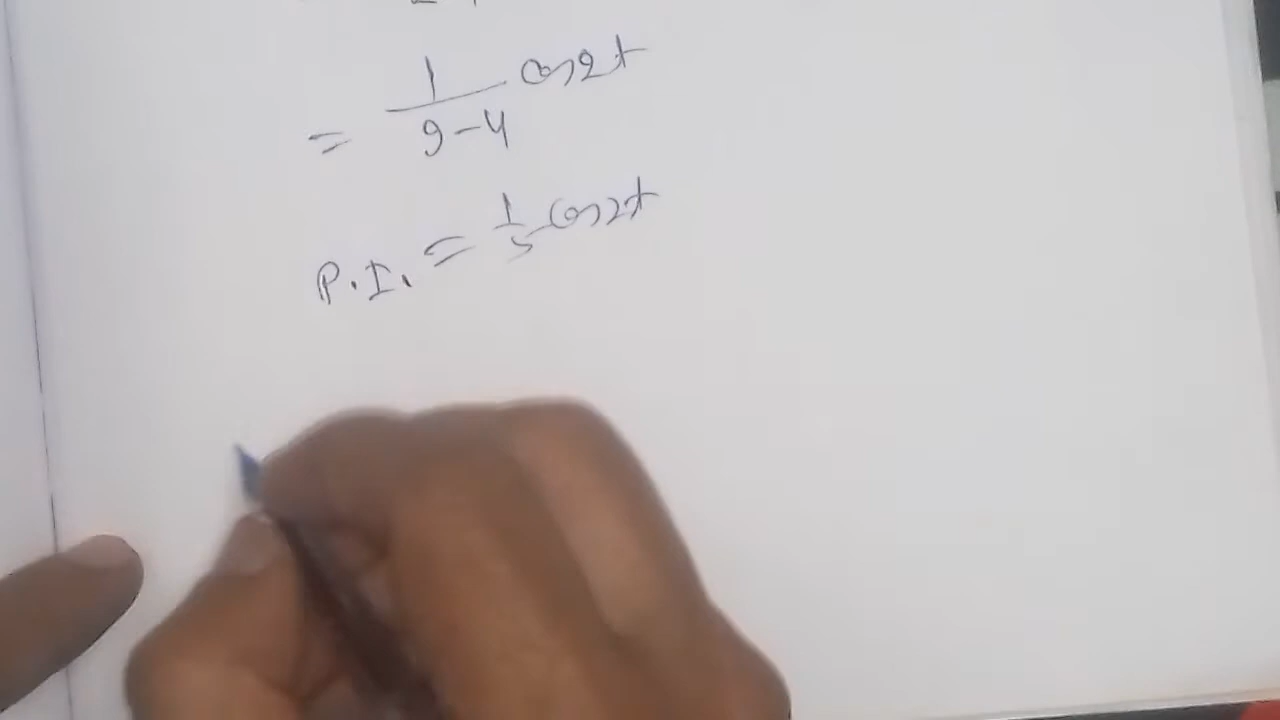 = 1/(9-4) cos2t
P.I. = 1/5 cos2t